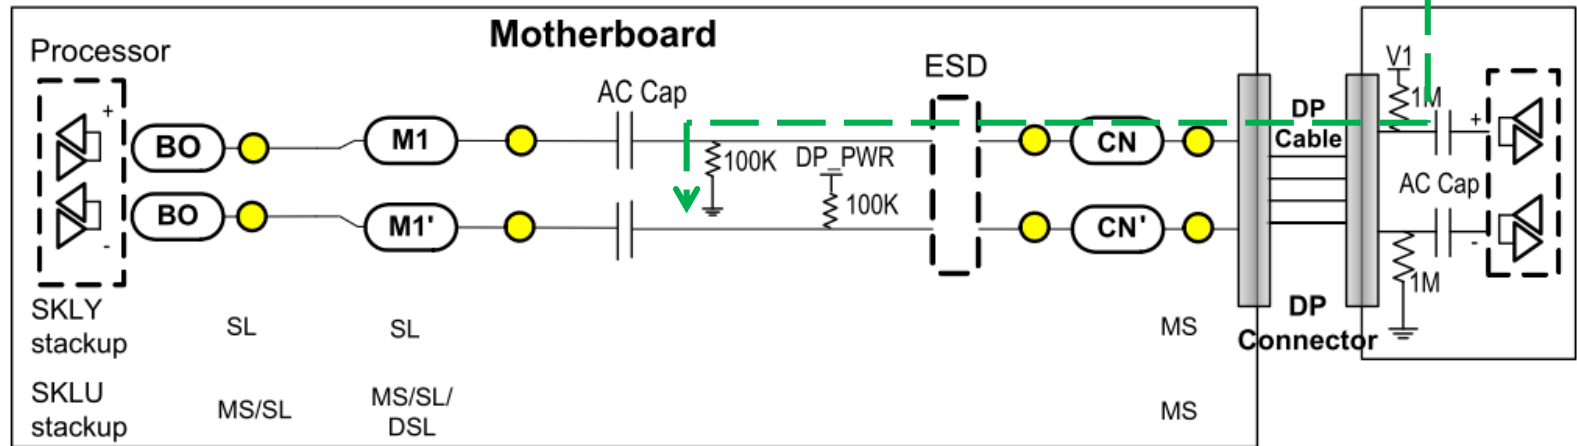 Motherboard
Processor
ESD
V1
AC Cap
1M
DP
Cable
+
+
BO
M1
CN
100K
DP_PWR
AC Cap
100K
BO
M1'
CN'
-
-
1M
SKLY
stackup
SL
SL
MS
DP
Connector
SKLU
stackup
MS/SL
MS/SL/
DSL
MS